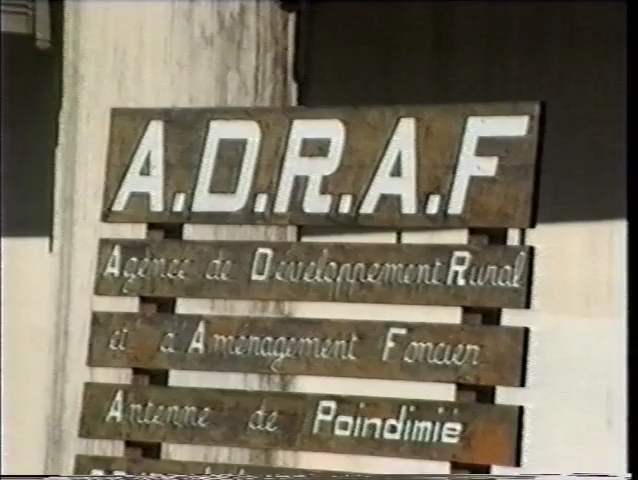 A.D.R.A.F
Agence de Développement Rural
et d'Aménagement Foncier
Antenne de Poindimié